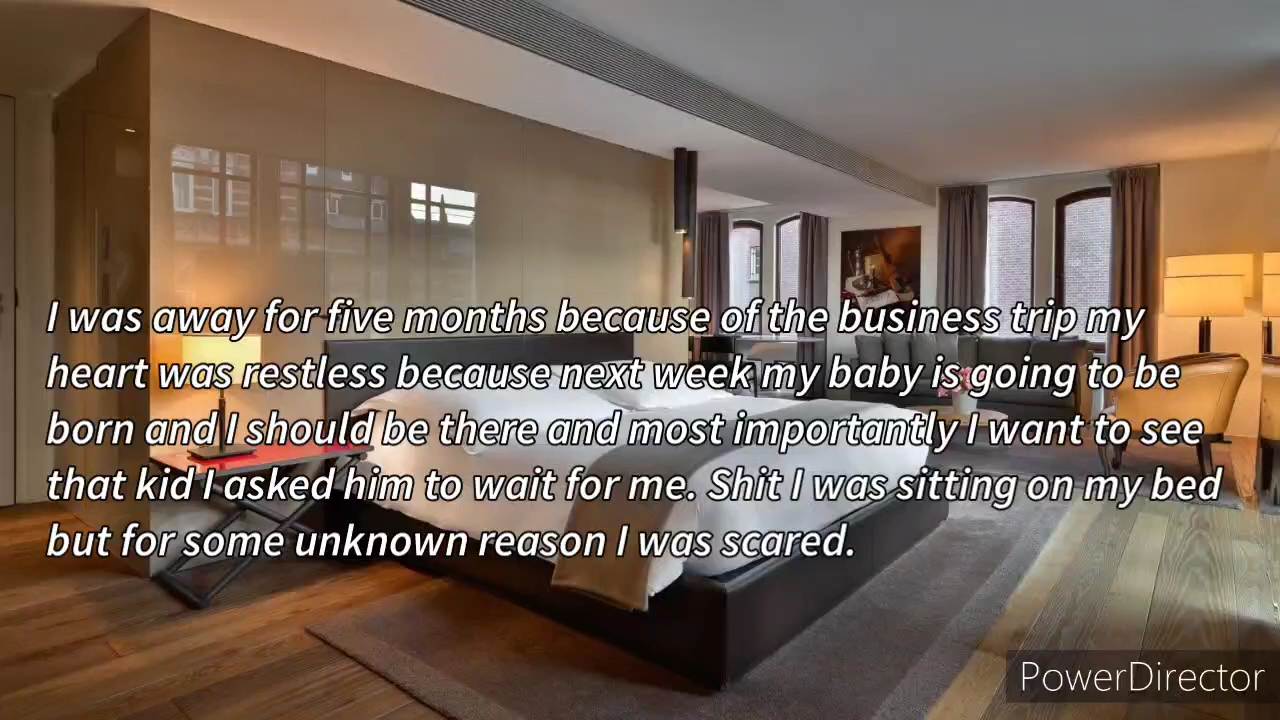 I was away for five months because of the business trip my
heart was restless because next week my baby is going to be
born and I should be there and most importantly I want to see
that kid I asked him to wait for me. Shit I was sitting on my bed
but for some unknown reason I was scared.
PowerDirector